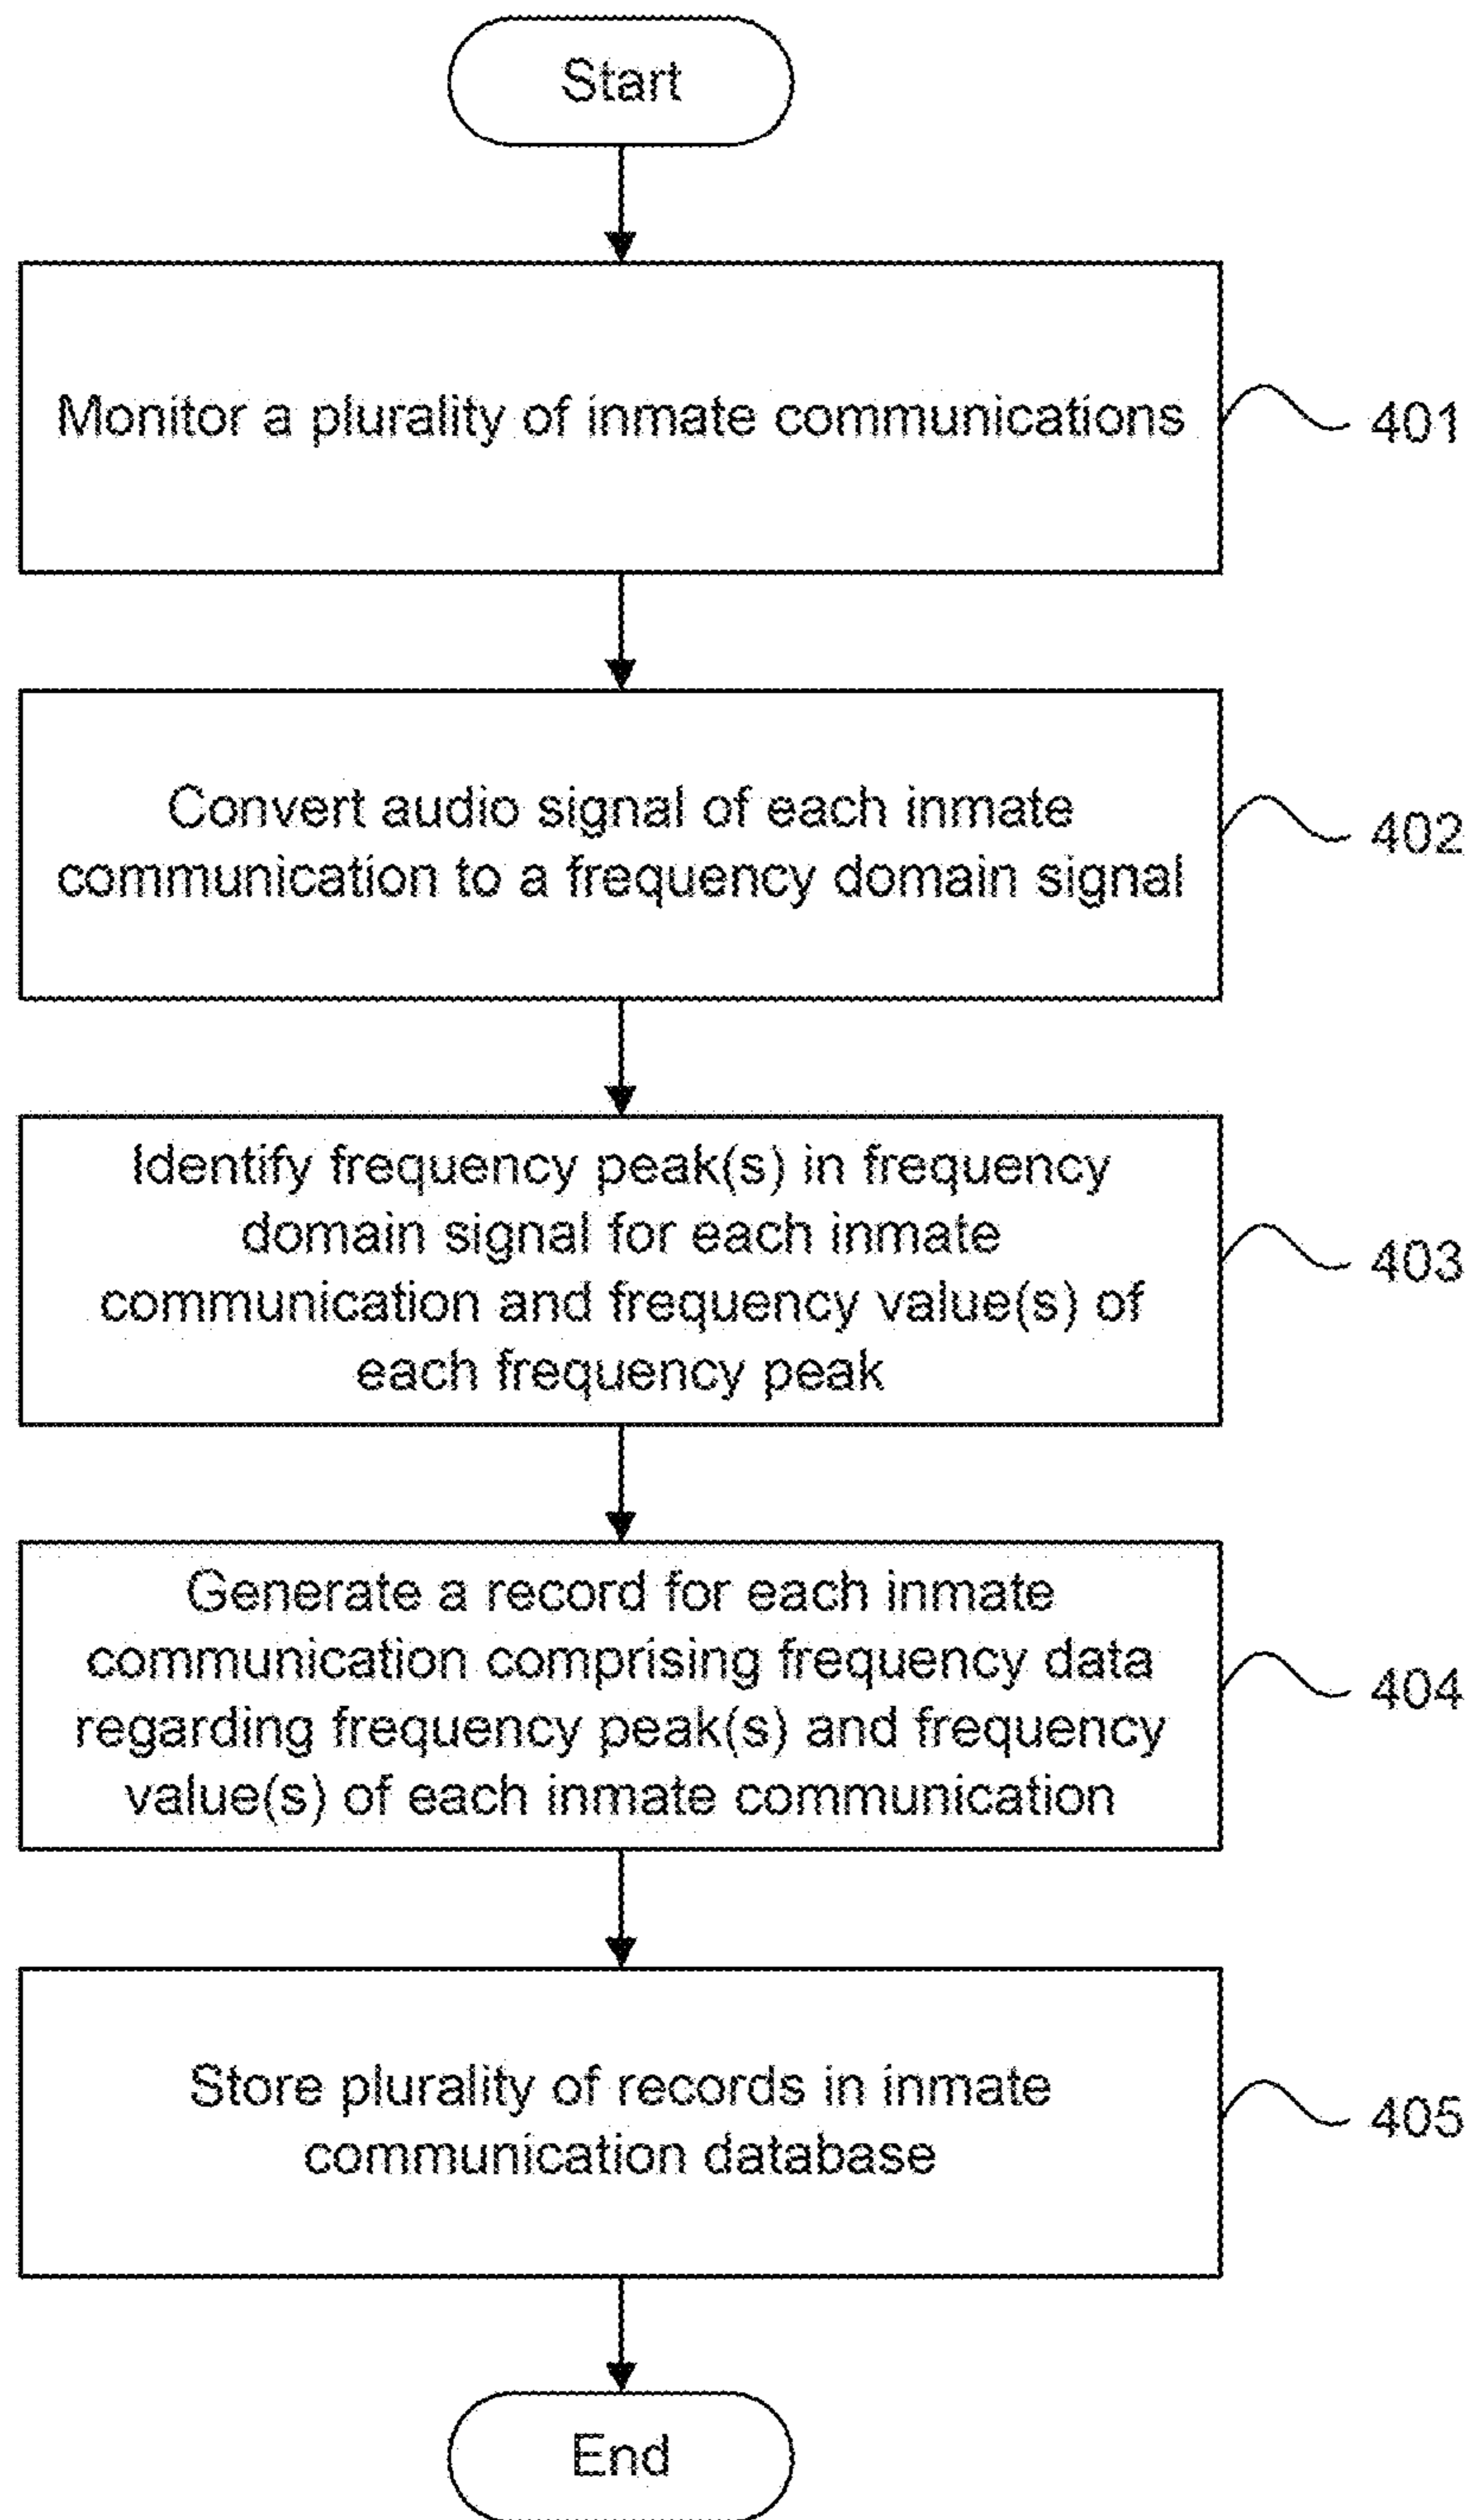 Start
Monitor a plurality of inmate communications
401
Convert audio signal of each inmate
communication to a frequency domain signal
402
Identify frequency peak(s) in frequency
domain signal for each inmate
communication and frequency value(s) of
each frequency peak
403
Generate a record for each inmate
communication comprising frequency data
regarding frequency peak(s) and frequency
value(s) of each inmate communication
404
Store plurality of records in inmate
communication database
405
End